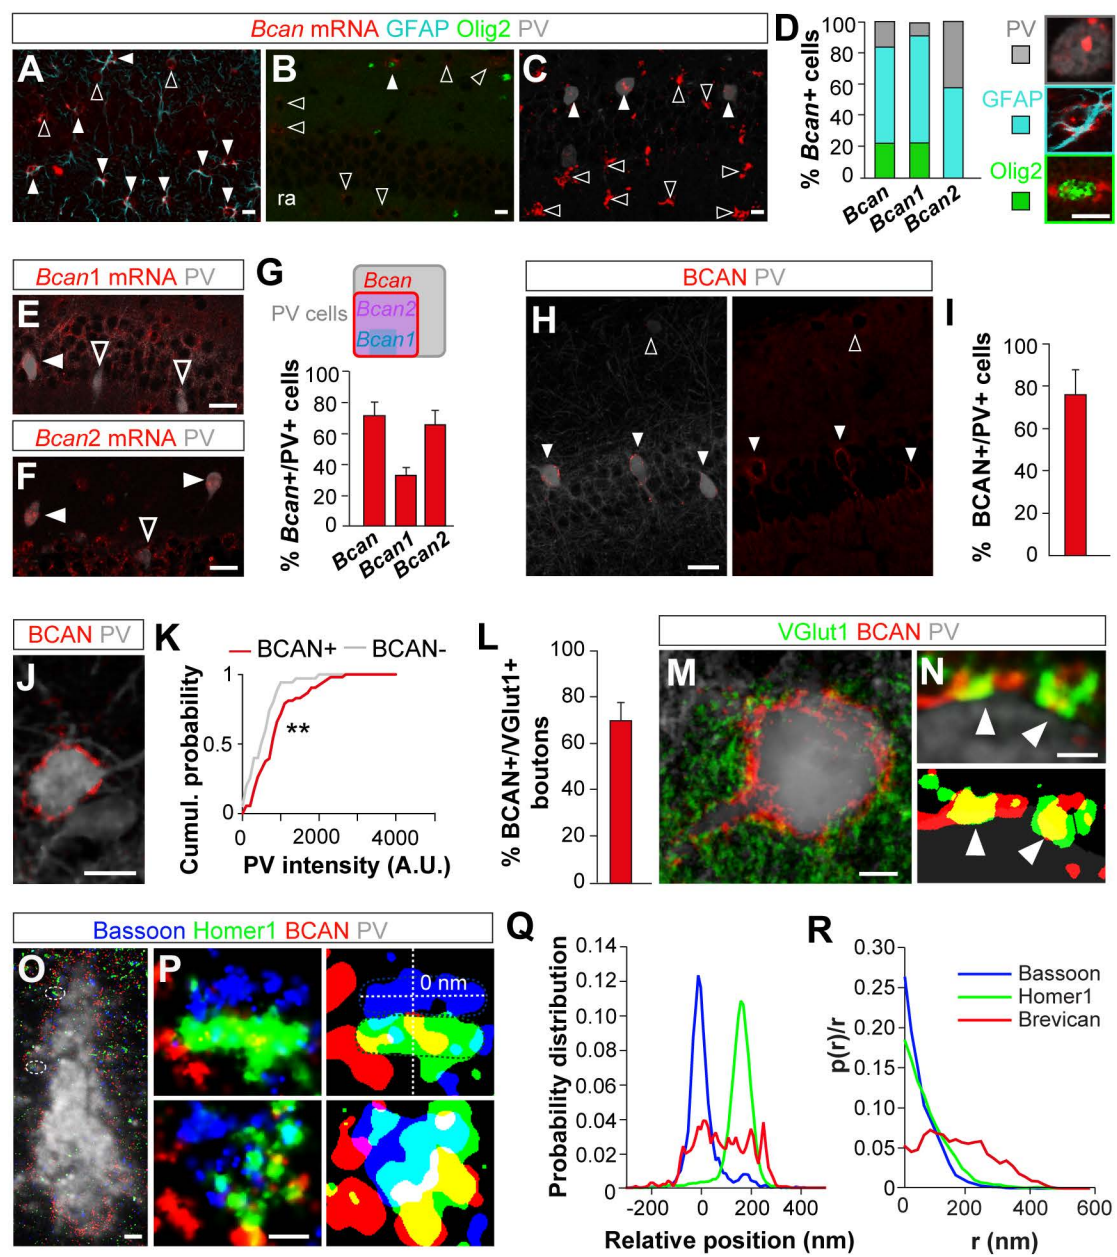 Bcan mRNA GFAP Olig2 PV
A
B
ra
C
D
% Bcan+ cells
100
80
60
40
20
0
Bcan
Bcan1
Bcan2
PV
GFAP
Olig2
Bcan1 mRNA PV
E
Bcan2 mRNA PV
F
G
PV cells
Bcan
Bcan2
Bcan1
% Bcan+/PV+ cells
100
80
60
40
20
0
Bcan
Bcan1
Bcan2
BCAN PV
H
I
% BCAN+/PV+ cells
100
80
60
40
20
0
BCAN PV
J
K
BCAN+ BCAN-
Cumul. probability
1
0.5
0
**
0 2000 4000
PV intensity (A.U.)
L
% BCAN+/VGlut1+
boutons
100
80
60
40
20
0
VGlut1 BCAN PV
M
N
Bassoon Homer1 BCAN PV
O
P
0 nm
Q
Probability distribution
0.14
0.12
0.10
0.08
0.06
0.04
0.02
0
-200 0 200 400
Relative position (nm)
R
p(r)/r
0.30
0.25
0.20
0.15
0.10
0.05
0
Bassoon
Homer1
Brevican
0 200 400 600
r (nm)